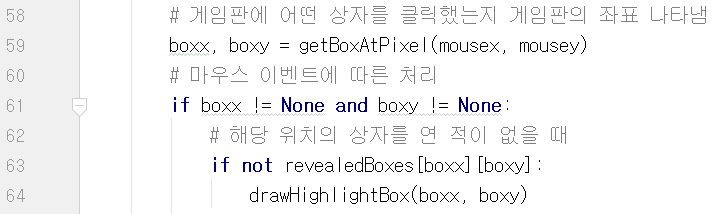 58 # 게임판에 어떤 상자를 클릭했는지 게임판의 좌표 나타냄
59 boxx, boxy = getBoxAtPixel(mousex, mousey)
60 # 마우스 이벤트에 따른 처리
61 if boxx != None and boxy != None:
62 # 해당 위치의 상자를 연 적이 없을 때
63 if not revealedBoxes[boxx][boxy]:
64 drawHighlightBox(boxx, boxy)